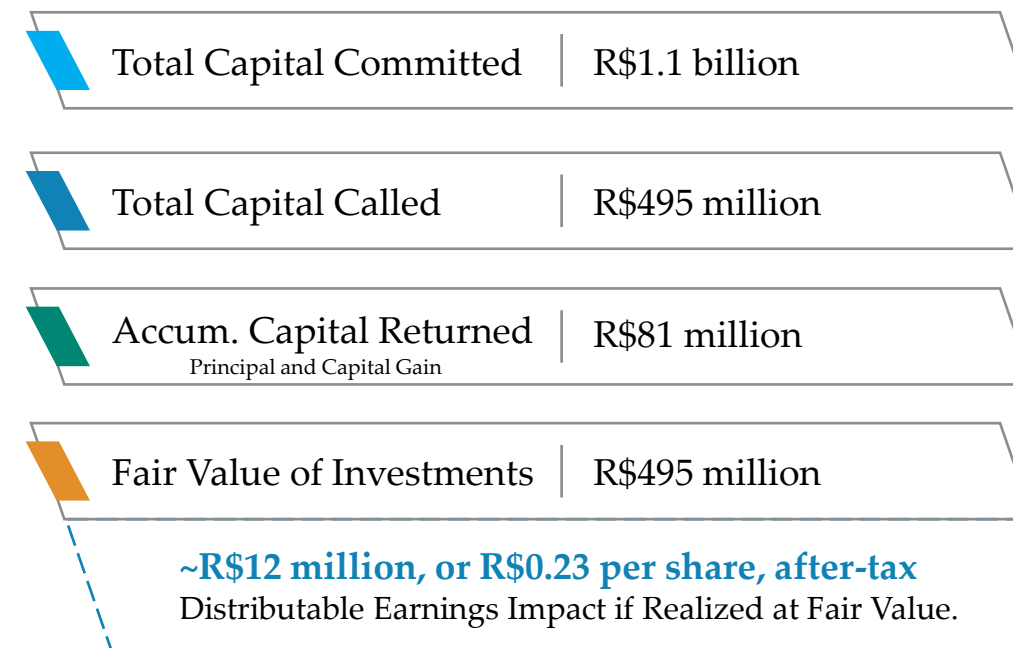 Total Capital Committed R$1.1 billion
Total Capital Called R$495 million
Accum. Capital Returned R$81 million
Principal and Capital Gain
Fair Value of Investments R$495 million
~R$12 million, or R$0.23 per share, after-tax
Distributable Earnings Impact if Realized at Fair Value.